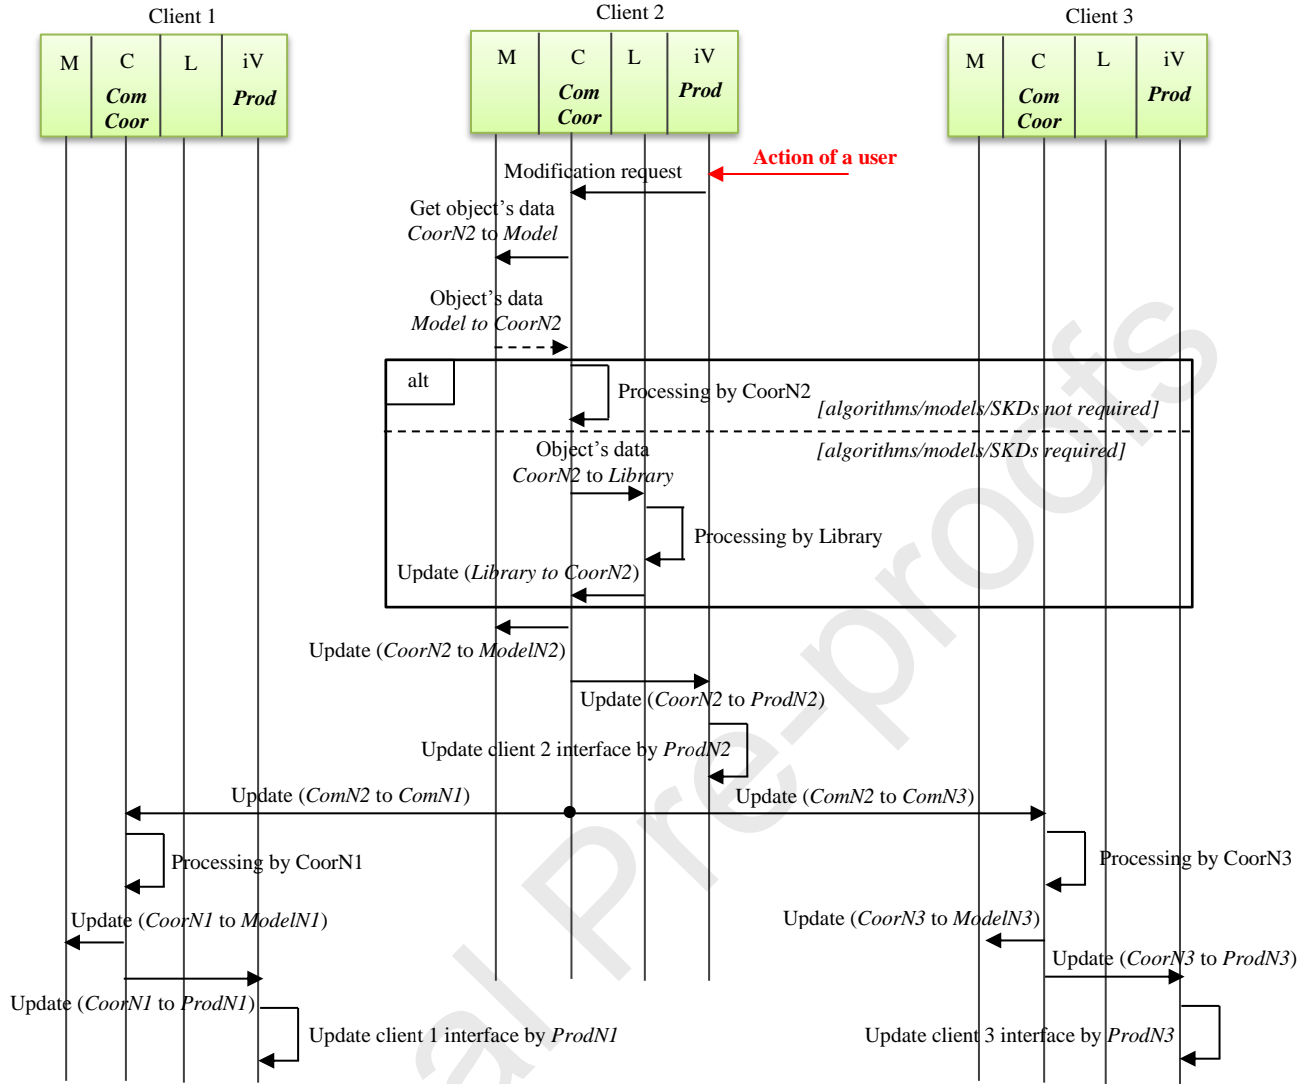 Client 1
Client 2
Client 3
M C L iV
Com Prod
Coor
M C L iV
Com Prod
Coor
M C L iV
Com Prod
Coor
Action of a user
Modification request
Get object's data
CoorN2 to Model
Object's data
Model to CoorN2
alt
Processing by CoorN2
[algorithms/models/SKDs not required]
[algorithms/models/SKDs required]
Object's data
CoorN2 to Library
Processing by Library
Update (Library to CoorN2)
Update (CoorN2 to ModelN2)
Update (CoorN2 to ProdN2)
Update client 2 interface by ProdN2
Update (ComN2 to ComN1)
Update (ComN2 to ComN3)
Processing by CoorN1
Processing by CoorN3
Update (CoorN1 to ModelN1)
Update (CoorN3 to ModelN3)
Update (CoorN3 to ProdN3)
Update (CoorN1 to ProdN1)
Update client 1 interface by ProdN1
Update client 3 interface by ProdN3
al Pre-proofs